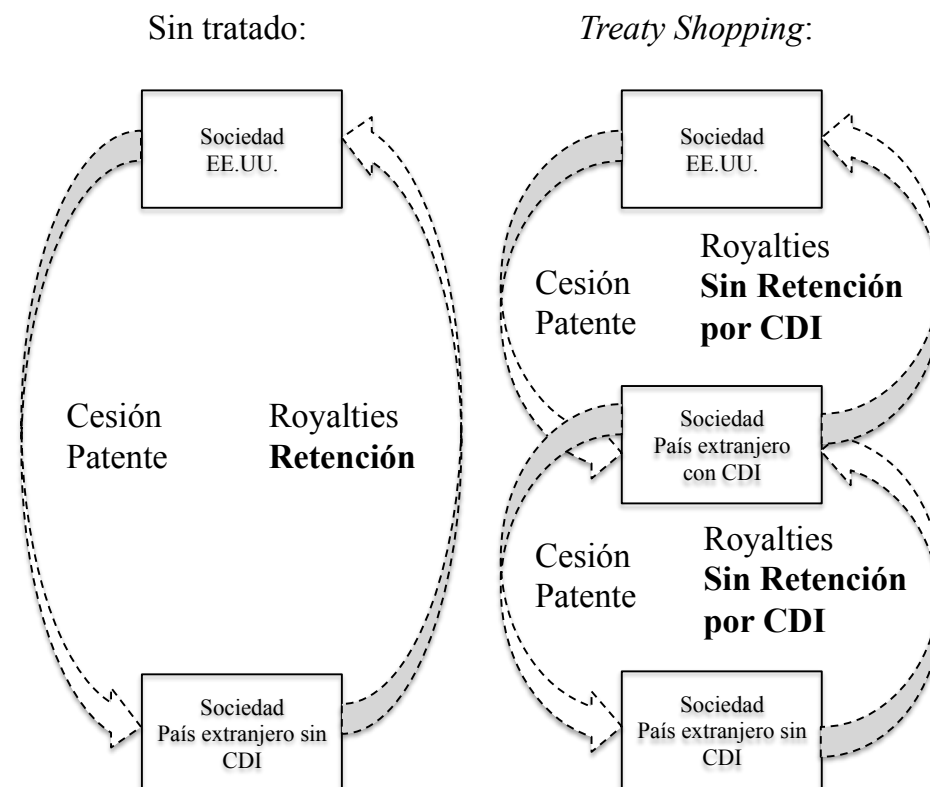 Sin tratado:
Sociedad
EE.UU.
Cesión
Patente
Royalties
Retención
Sociedad
País extranjero sin
CDI
Treaty Shopping:
Sociedad
EE.UU.
Cesión
Patente
Royalties
Sin Retención
por CDI
Sociedad
País extranjero
con CDI
Cesión
Patente
Royalties
Sin Retención
por CDI
Sociedad
País extranjero sin
CDI